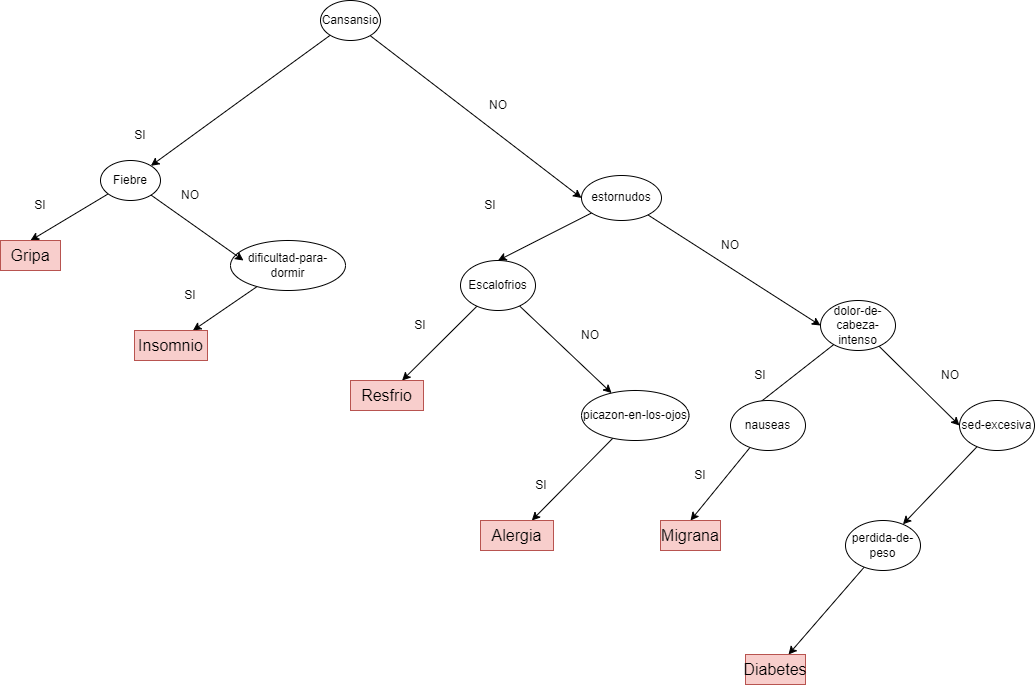 Cansansio
NO
SI
Fiebre
NO
SI
estornudos
SI
Gripa
NO
dificultad-para-
dormir
Escalofrios
SI
dolor-de-
cabeza-
intenso
SI
NO
Insomnio
SI
NO
Resfrio
picazon-en-los-ojos
nauseas
sed-excesiva
SI
SI
Alergia
Migrana
perdida-de-
peso
Diabetes